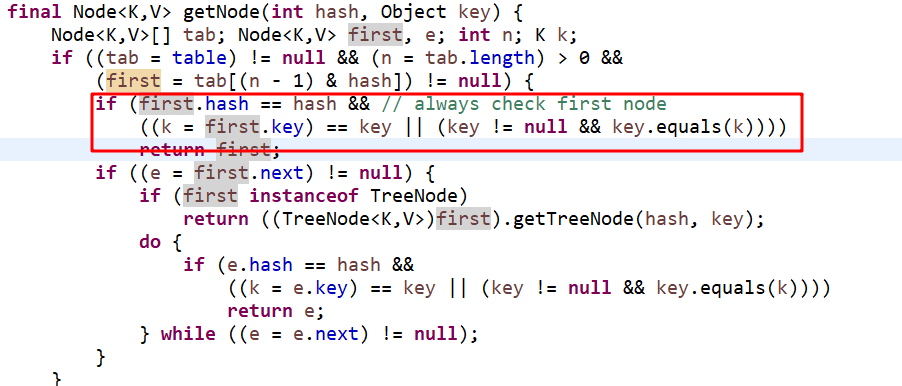 final Node<K,V> getNode(int hash, Object key) {
    Node<K,V>[] tab; Node<K,V> first, e; int n; K k;
    if ((tab = table) != null && (n = tab.length) > 0 &&
        (first = tab[(n - 1) & hash]) != null) {
        if (first.hash == hash && // always check first node
            ((k = first.key) == key || (key != null && key.equals(k))))
            return first;
        if ((e = first.next) != null) {
            if (first instanceof TreeNode)
                return ((TreeNode<K,V>)first).getTreeNode(hash, key);
            do {
                if (e.hash == hash &&
                    ((k = e.key) == key || (key != null && key.equals(k))))
                    return e;
            } while ((e = e.next) != null);
        }
    }